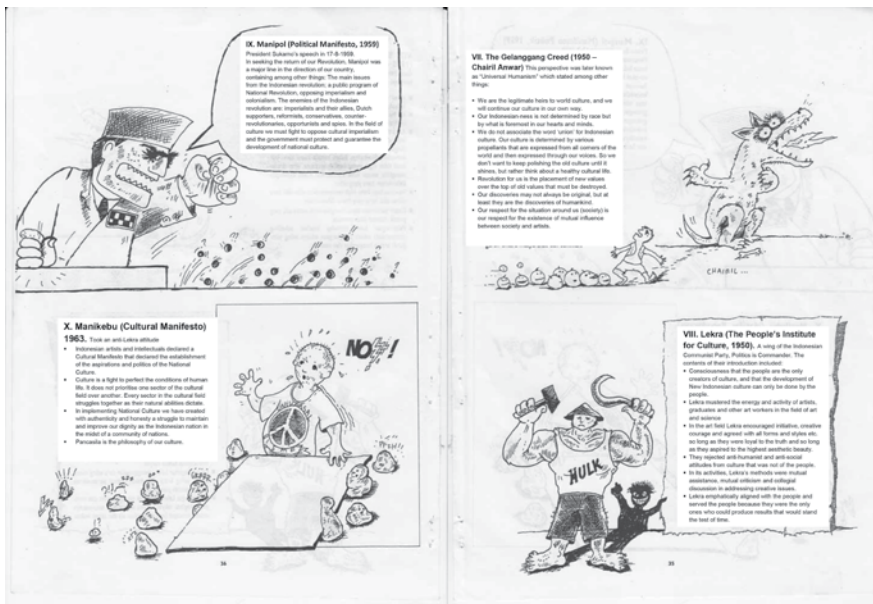 IX. Manipol (Political Manifesto, 1959)
President Sukarno's speech in 17-8-1959.
In seeking the return of our Revolution, Manipol was
a major line in the direction of our country,
containing among other things: The main issues
from the Indonesian revolution; a public program of
National Revolution, opposing imperialism and
colonialism. The enemies of the Indonesian
revolution are: imperialists and their allies, Dutch
supporters, reformists, conservatives, counter-
revolutionaries, opportunists and spies. In the field of
culture we must fight to oppose cultural imperialism
and the government must protect and guarantee the
development of national culture.
X. Manikebu (Cultural Manifesto)
1963. Took an anti-Lekra attitude
• Indonesian artists and intellectuals declared a
Cultural Manifesto that declared the establishment
of the aspirations and politics of the National
Culture.
• Culture is a fight to perfect the conditions of human
life. It does not prioritise one sector of the cultural
field over another. Every sector in the cultural field
struggles together as their natural abilities dictate.
• In implementing National Culture we have created
with authenticity and honesty a struggle to maintain
and improve our dignity as the Indonesian nation in
the midst of a community of nations.
• Pancasila is the philosophy of our culture.
NO!
36
VII. The Gelanggang Creed (1950 –
Chairil Anwar) This perspective was later known
as "Universal Humanism" which stated among other
things:
• We are the legitimate heirs to world culture, and we
will continue our culture in our own way.
• Our Indonesian-ness is not determined by race but
by what is foremost in our hearts and minds.
• We do not associate the word 'union' for Indonesian
culture. Our culture is determined by various
propellants that are expressed from all corners of the
world and then expressed through our voices. So we
don't want to keep polishing the old culture until it
shines, but rather think about a healthy cultural life.
• Revolution for us is the placement of new values
over the top of old values that must be destroyed.
• Our discoveries may not always be original, but at
least they are the discoveries of humankind.
• Our respect for the situation around us (society) is
our respect for the existence of mutual influence
between society and artists.
CHAIRIL ...
VIII. Lekra (The People's Institute
for Culture, 1950). A wing of the Indonesian
Communist Party, Politics is Commander. The
contents of their introduction included:
• Consciousness that the people are the only
creators of culture, and that the development of
New Indonesian culture can only be done by the
people.
• Lekra mustered the energy and activity of artists,
graduates and other art workers in the field of art
and science
• In the art field Lekra encouraged initiative, creative
courage and agreed with all forms and styles etc.
so long as they were loyal to the truth and so long
as they aspired to the highest aesthetic beauty.
• They rejected anti-humanist and anti-social
attitudes from culture that was not of the people.
• In its activities, Lekra's methods were mutual
assistance, mutual criticism and collegial
discussion in addressing creative issues.
• Lekra emphatically aligned with the people and
served the people because they were the only
ones who could produce results that would stand
the test of time.
HULK
35